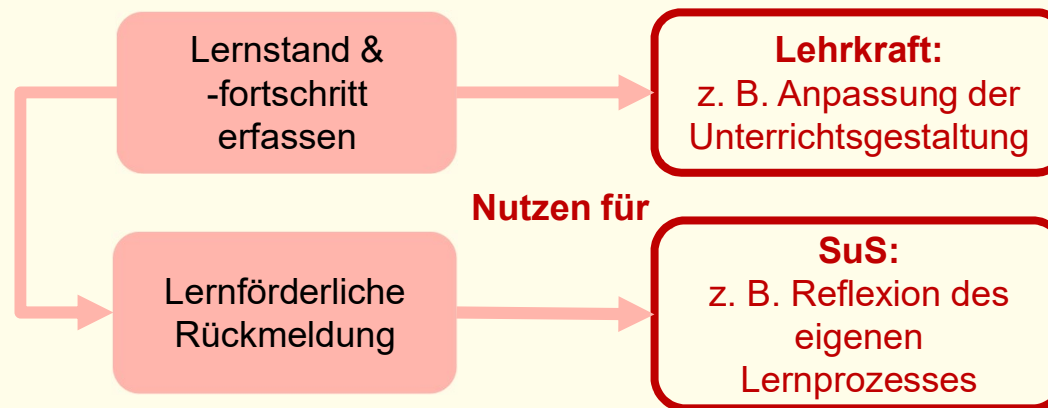 Lernstand &
-fortschritt
erfassen
Lehrkraft:
z. B. Anpassung der
Unterrichtsgestaltung
Nutzen für
Lernförderliche
Rückmeldung
SuS:
z. B. Reflexion des
eigenen
Lernprozesses